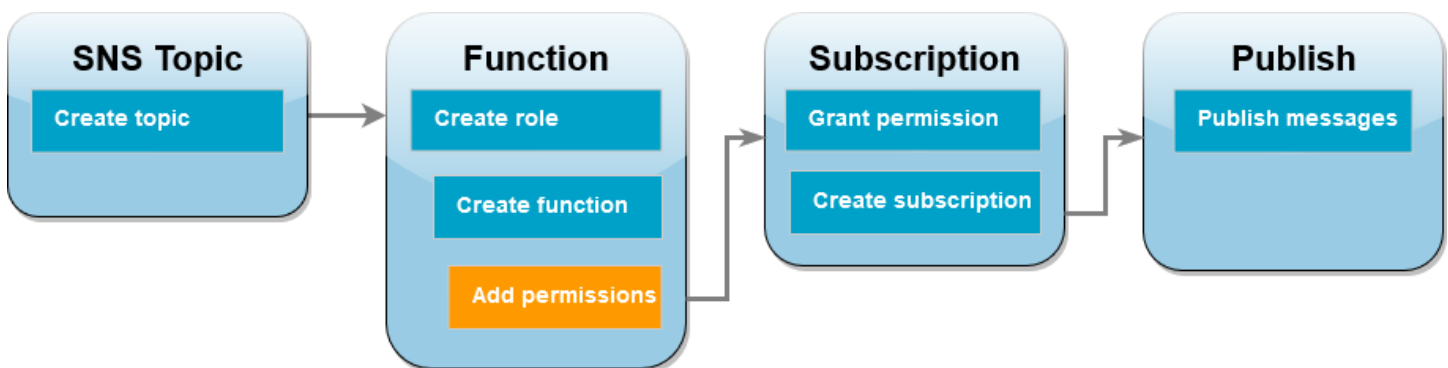 SNS Topic
Create topic
Function
Create role
Create function
Add permissions
Subscription
Grant permission
Create subscription
Publish
Publish messages